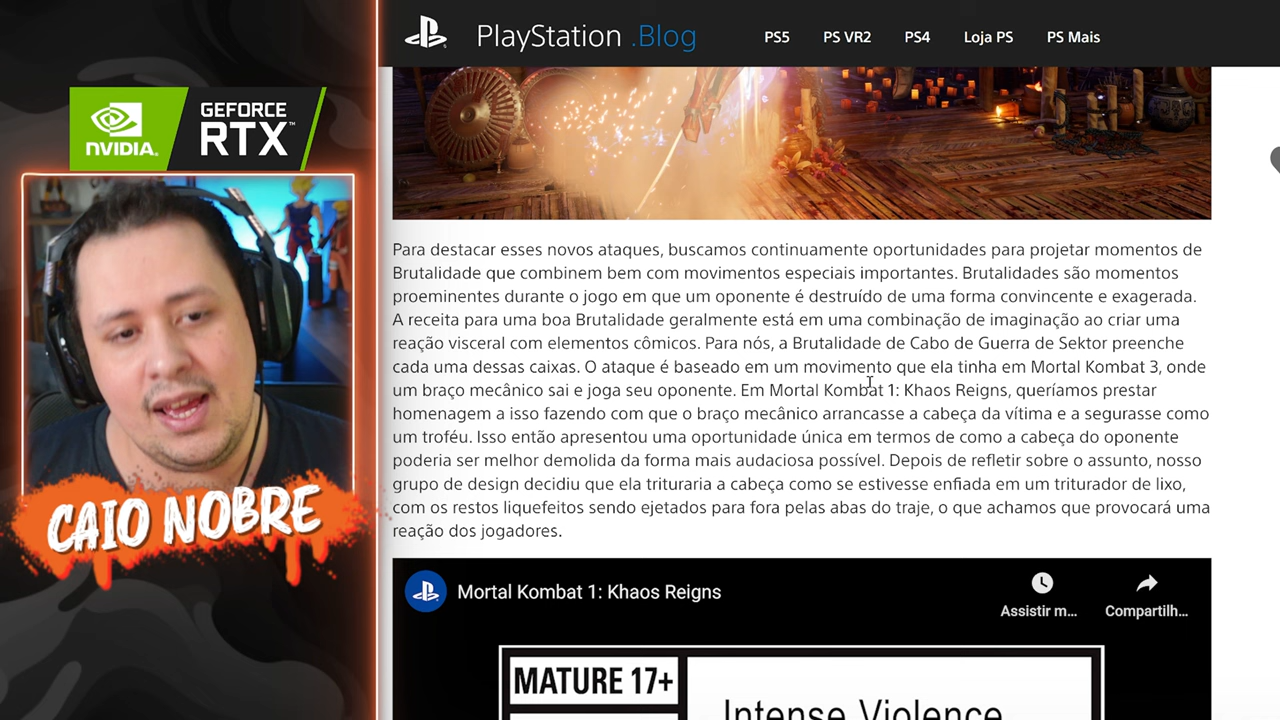 NVIDIA.
GEFORCE
RTX™
CAIO NOBRE
PlayStation .Blog
PS5 PS VR2 PS4 Loja PS PS Mais
Para destacar esses novos ataques, buscamos continuamente oportunidades para projetar momentos de
Brutalidade que combinem bem com movimentos especiais importantes. Brutalidades são momentos
proeminentes durante o jogo em que um oponente é destruído de uma forma convincente e exagerada.
A receita para uma boa Brutalidade geralmente está em uma combinação de imaginação ao criar uma
reação visceral com elementos cômicos. Para nós, a Brutalidade de Cabo de Guerra de Sektor preenche
cada uma dessas caixas. O ataque é baseado em um movimento que ela tinha em Mortal Kombat 3, onde
um braço mecânico sai e joga seu oponente. Em Mortal Kombat 1: Khaos Reigns, queríamos prestar
homenagem a isso fazendo com que o braço mecânico arrancasse a cabeça da vítima e a segurasse como
um troféu. Isso então apresentou uma oportunidade única em termos de como a cabeça do oponente
poderia ser melhor demolida da forma mais audaciosa possível. Depois de refletir sobre o assunto, nosso
grupo de design decidiu que ela trituraria a cabeça como se estivesse enfiada em um triturador de lixo,
com os restos liquefeitos sendo ejetados para fora pelas abas do traje, o que achamos que provocará uma
reação dos jogadores.
Mortal Kombat 1: Khaos Reigns
Assistir m...
Compartilh...
MATURE 17+
Intense Violence